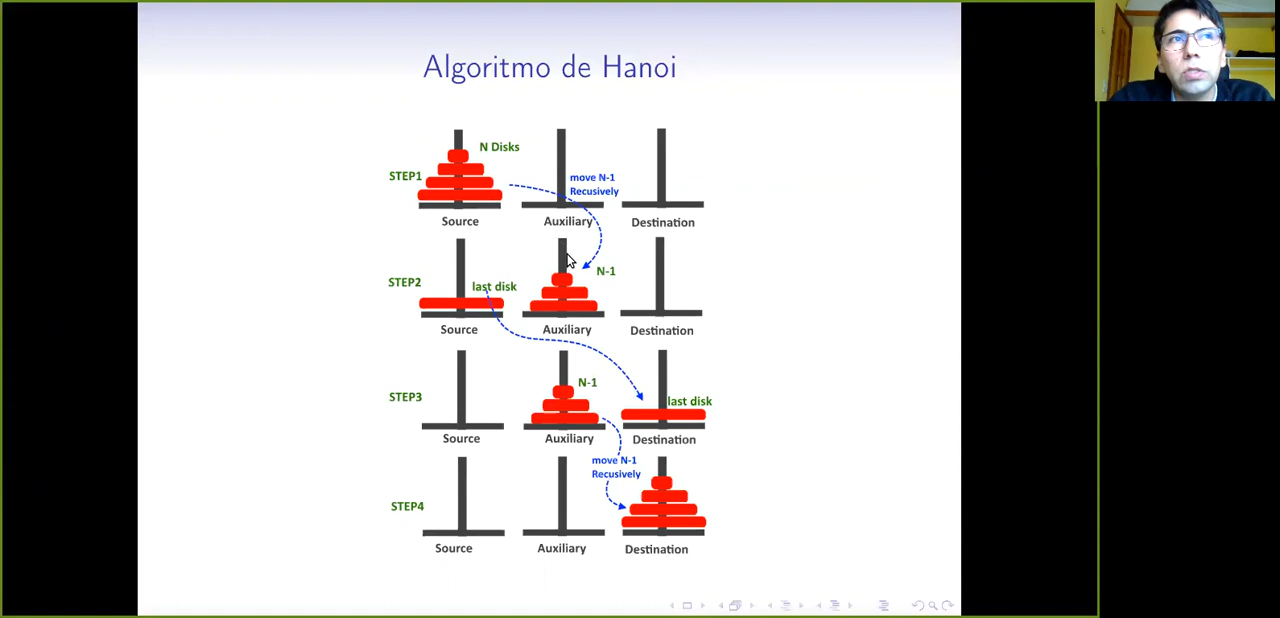 Algoritmo de Hanoi
N Disks
STEP1
move N-1
Recusively
Source
Auxiliary
Destination
STEP2
last disk
N-1
Source
Auxiliary
Destination
STEP3
N-1
last disk
Source
Auxiliary
Destination
move N-1
Recusively
STEP4
Source
Auxiliary
Destination